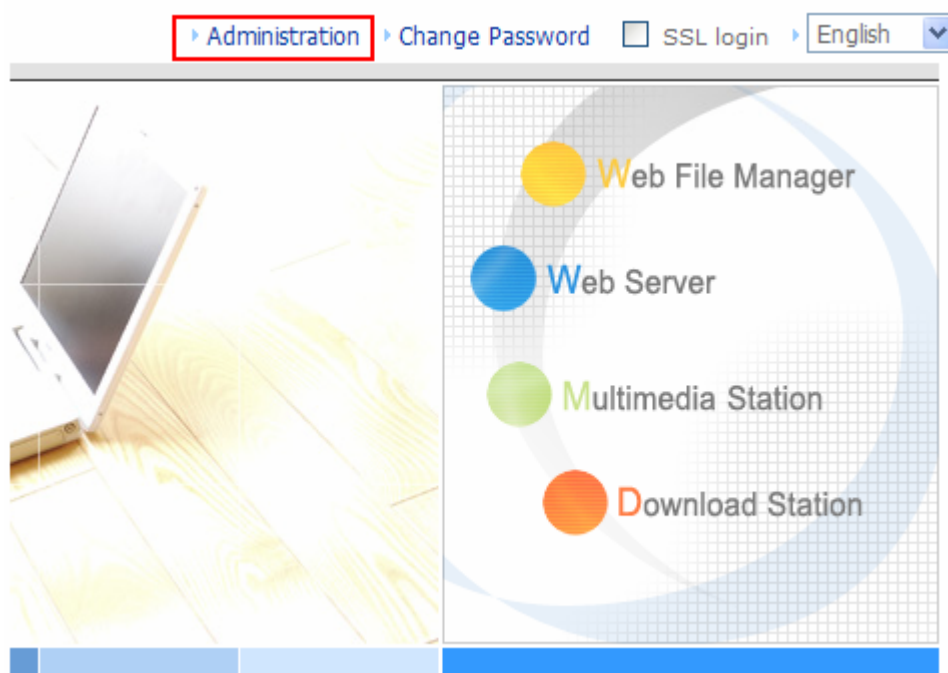 Administration Change Password SSL login English
Web File Manager
Web Server
Multimedia Station
Download Station